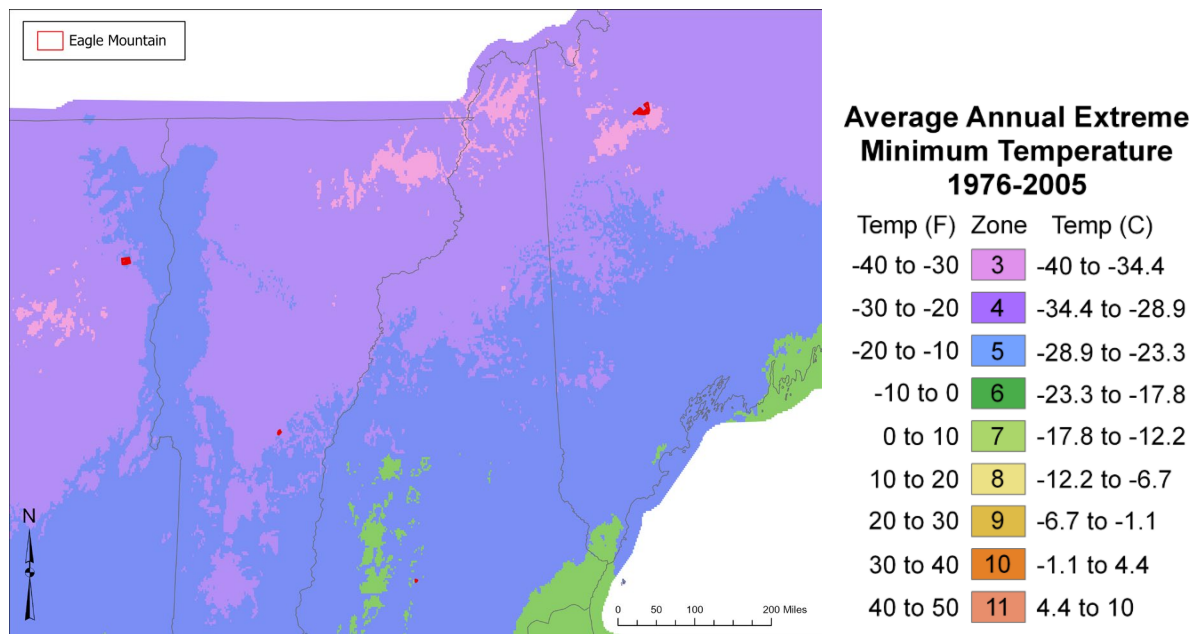 Eagle Mountain
N
0 50 100 200 Miles
Average Annual Extreme
Minimum Temperature
1976-2005
Temp (F) Zone Temp (C)
-40 to -30 3 -40 to -34.4
-30 to -20 4 -34.4 to -28.9
-20 to -10 5 -28.9 to -23.3
-10 to 0 6 -23.3 to -17.8
0 to 10 7 -17.8 to -12.2
10 to 20 8 -12.2 to -6.7
20 to 30 9 -6.7 to -1.1
30 to 40 10 -1.1 to 4.4
40 to 50 11 4.4 to 10